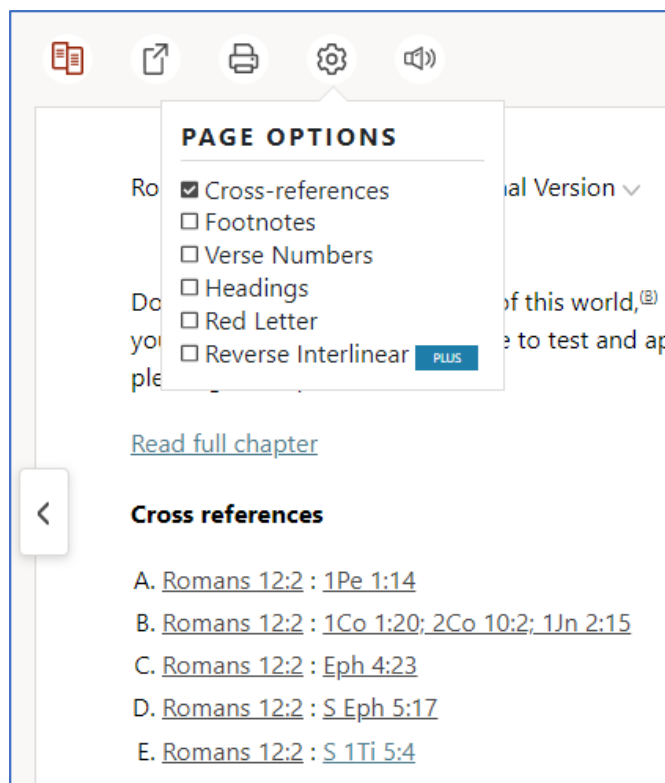 PAGE OPTIONS
Ro al Version
Cross-references
Footnotes
Verse Numbers
Headings
Do of this world,(B)
Red Letter
you e to test and ap
Reverse Interlinear PLUS
Read full chapter
Cross references
A. Romans 12:2 : 1Pe 1:14
B. Romans 12:2 : 1Co 1:20; 2Co 10:2; 1Jn 2:15
C. Romans 12:2 : Eph 4:23
D. Romans 12:2 : S Eph 5:17
E. Romans 12:2 : S 1Ti 5:4